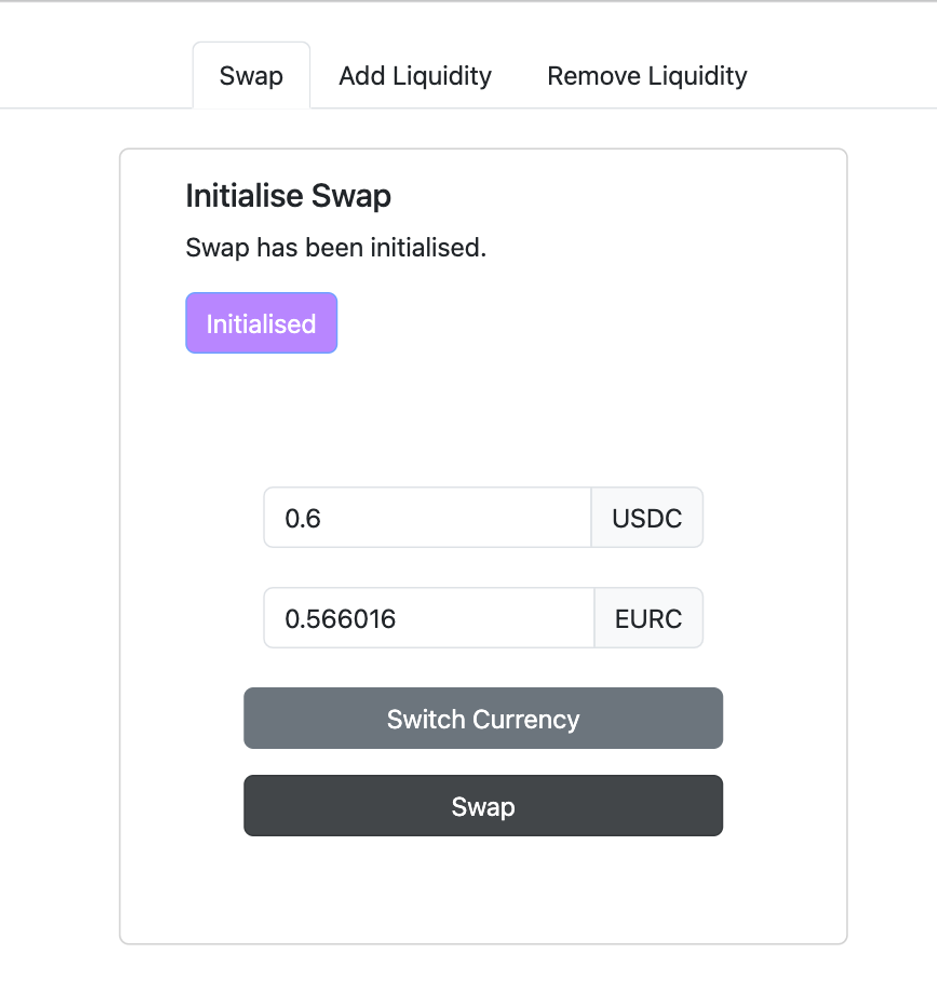 Swap Add Liquidity Remove Liquidity
Initialise Swap
Swap has been initialised.
Initialised
0.6 USDC
0.566016 EURC
Switch Currency
Swap